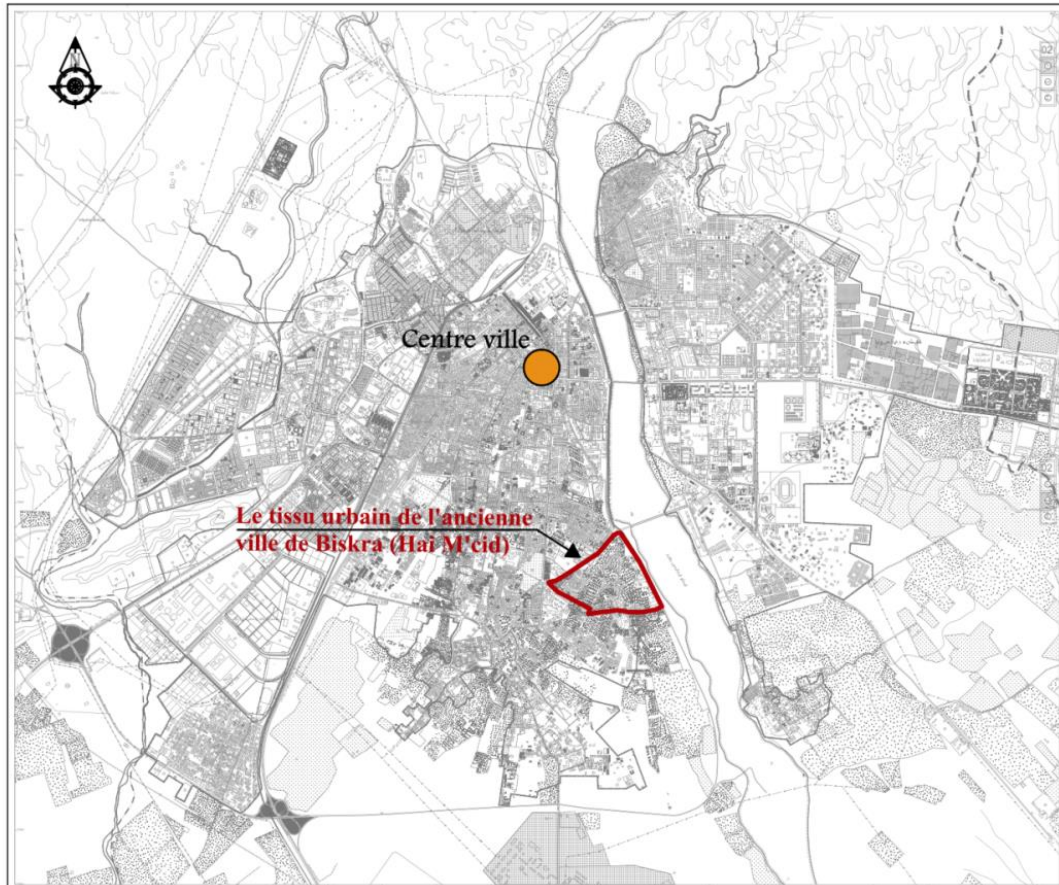 Centre ville
Le tissu urbain de l'ancienne
ville de Biskra (Hai M'cid)